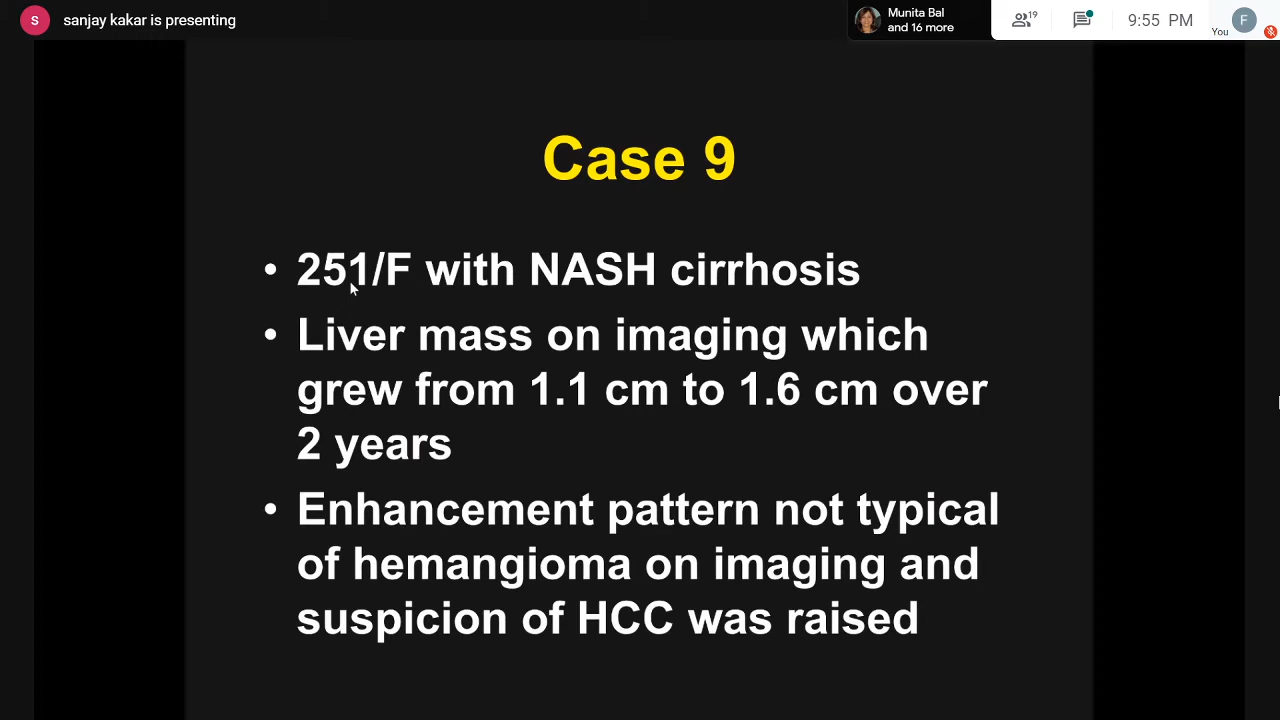 S sanjay kakar is presenting
Munita Bal
and 16 more
19
9:55 PM
F
You
Case 9
• 251/F with NASH cirrhosis
• Liver mass on imaging which
grew from 1.1 cm to 1.6 cm over
2 years
• Enhancement pattern not typical
of hemangioma on imaging and
suspicion of HCC was raised